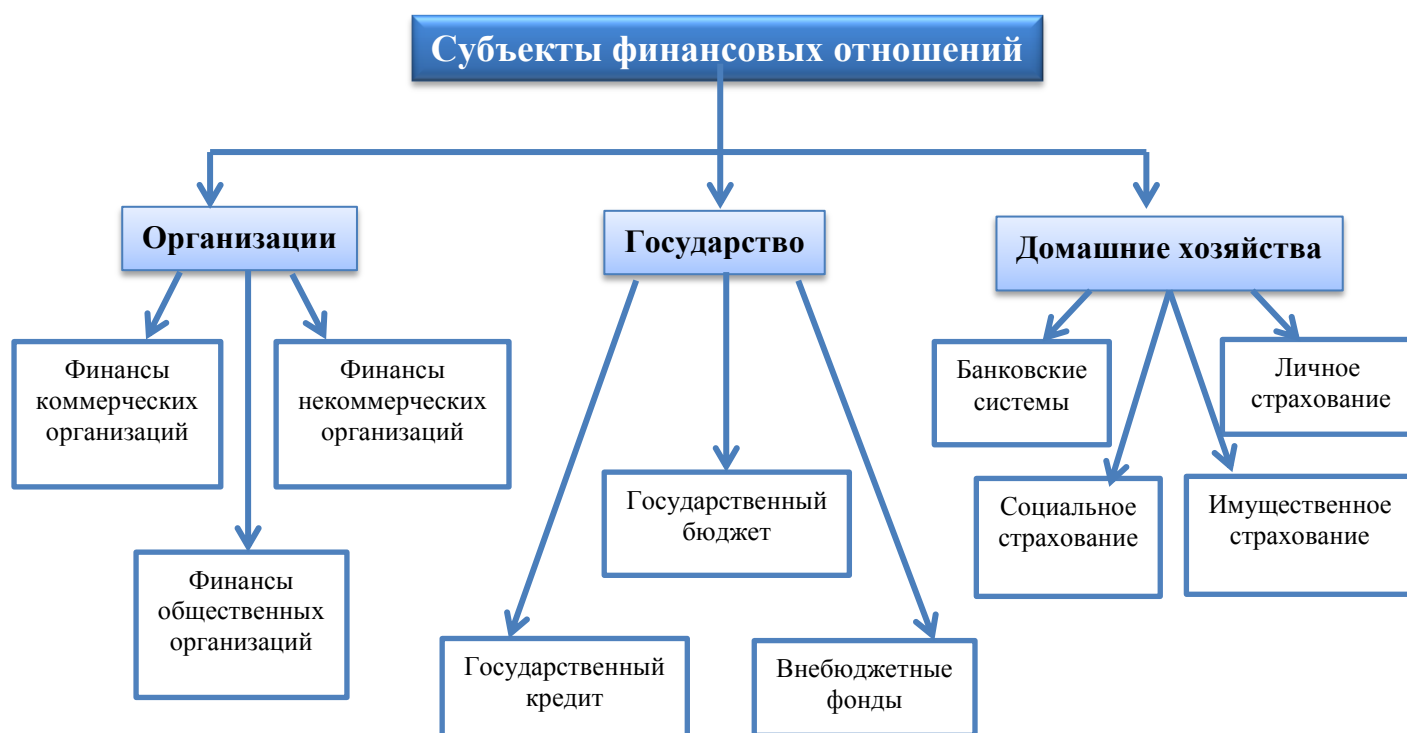 Субъекты финансовых отношений
Организации
Государство
Домашние хозяйства
Финансы
коммерческих
организаций
Финансы
некоммерческих
организаций
Финансы
общественных
организаций
Государственный
бюджет
Государственный
кредит
Внебюджетные
фонды
Банковские
системы
Личное
страхование
Социальное
страхование
Имущественное
страхование